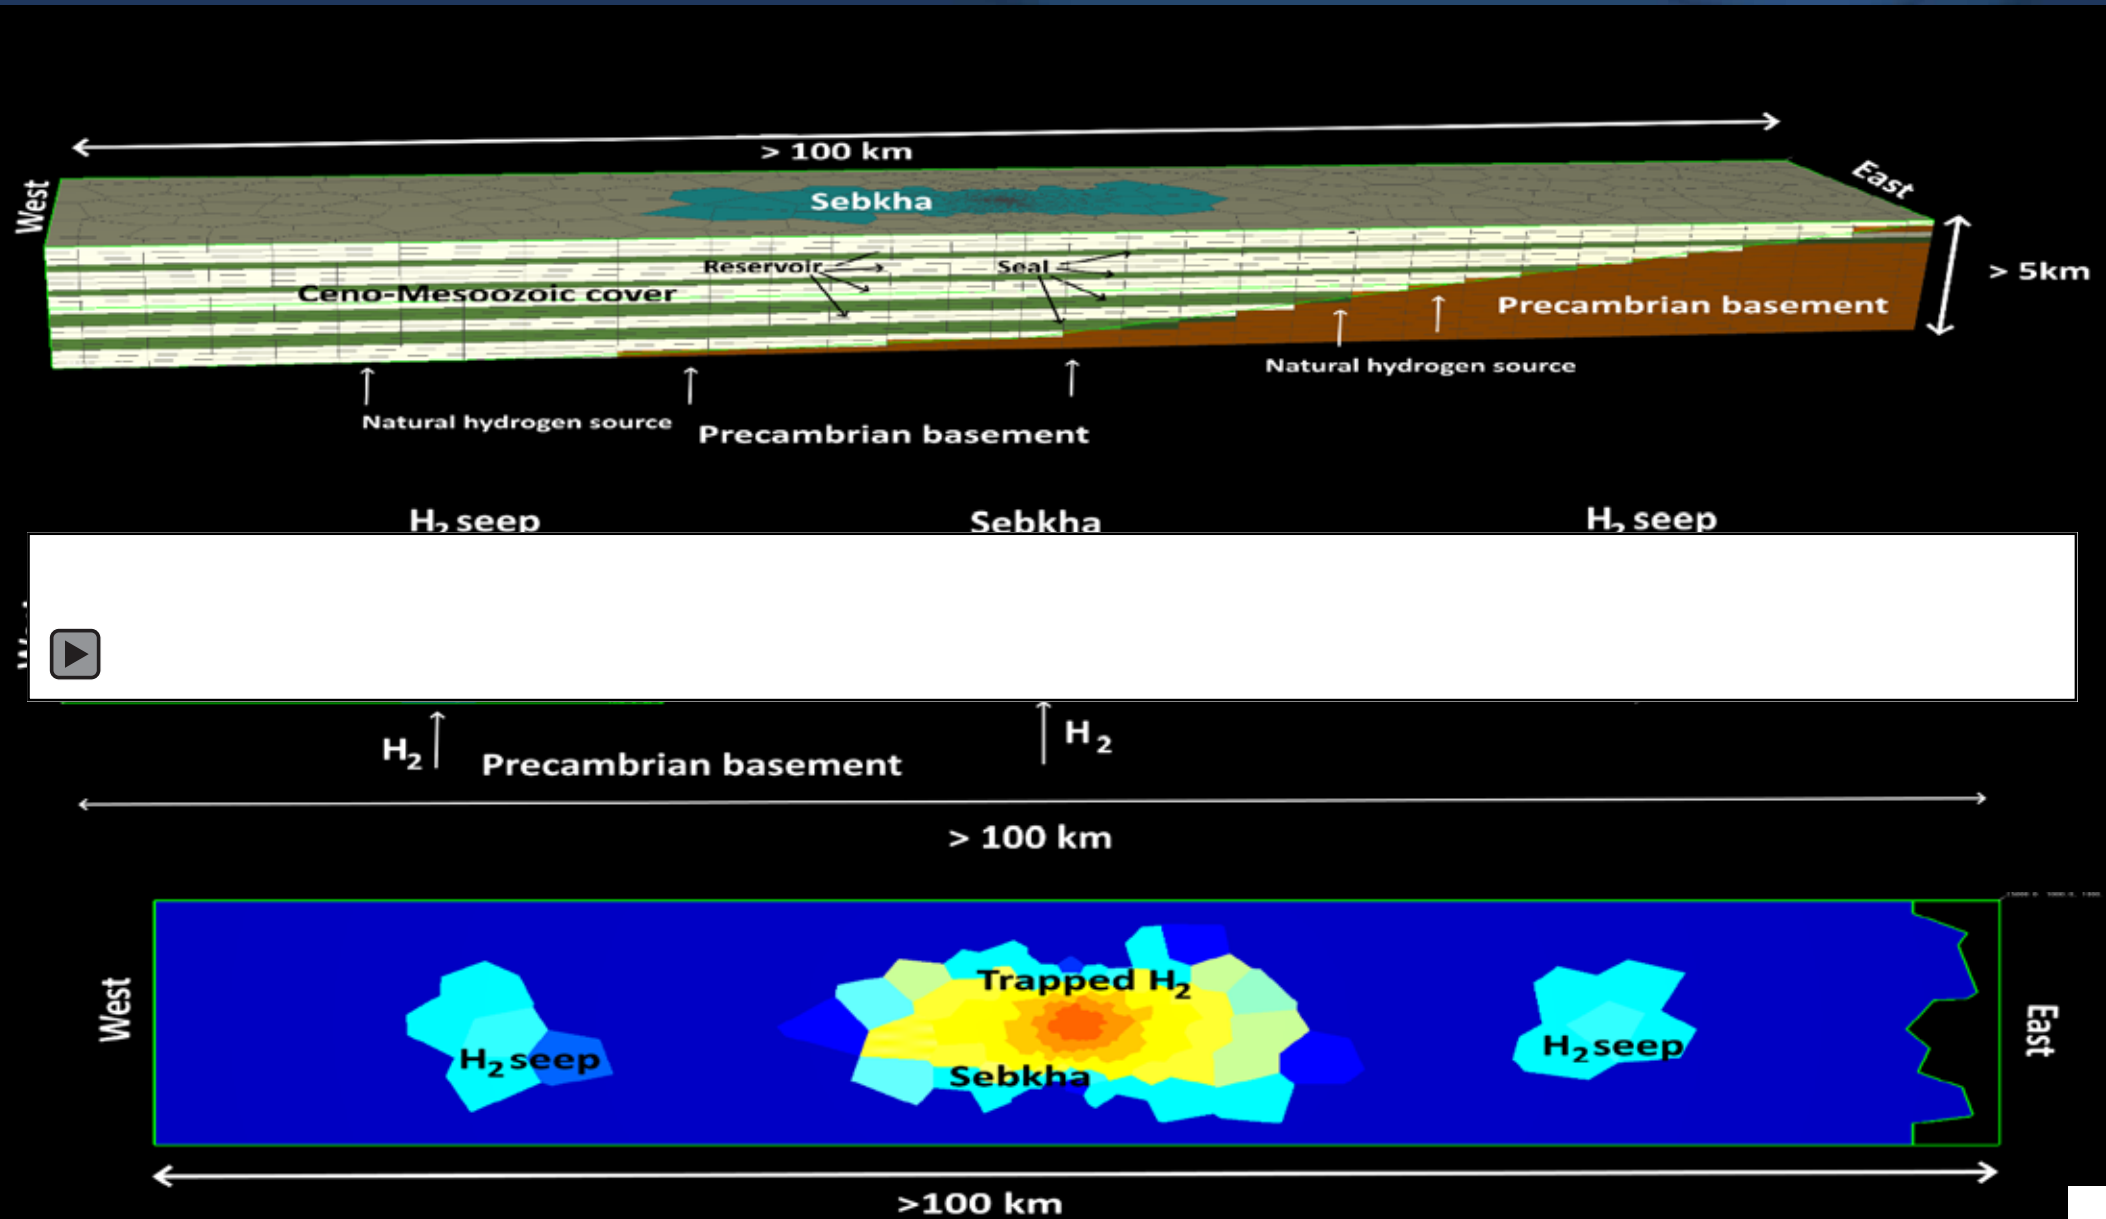 > 100 km
West
East
Sebkha
Reservoir
Seal
> 5km
Ceno-Mesoozoic cover
Precambrian basement
Natural hydrogen source
Natural hydrogen source
Precambrian basement
H2 seep
Sebkha
H2 seep
H2
H2
Precambrian basement
> 100 km
West
Trapped H2
East
H2 seep
H2 seep
Sebkha
>100 km